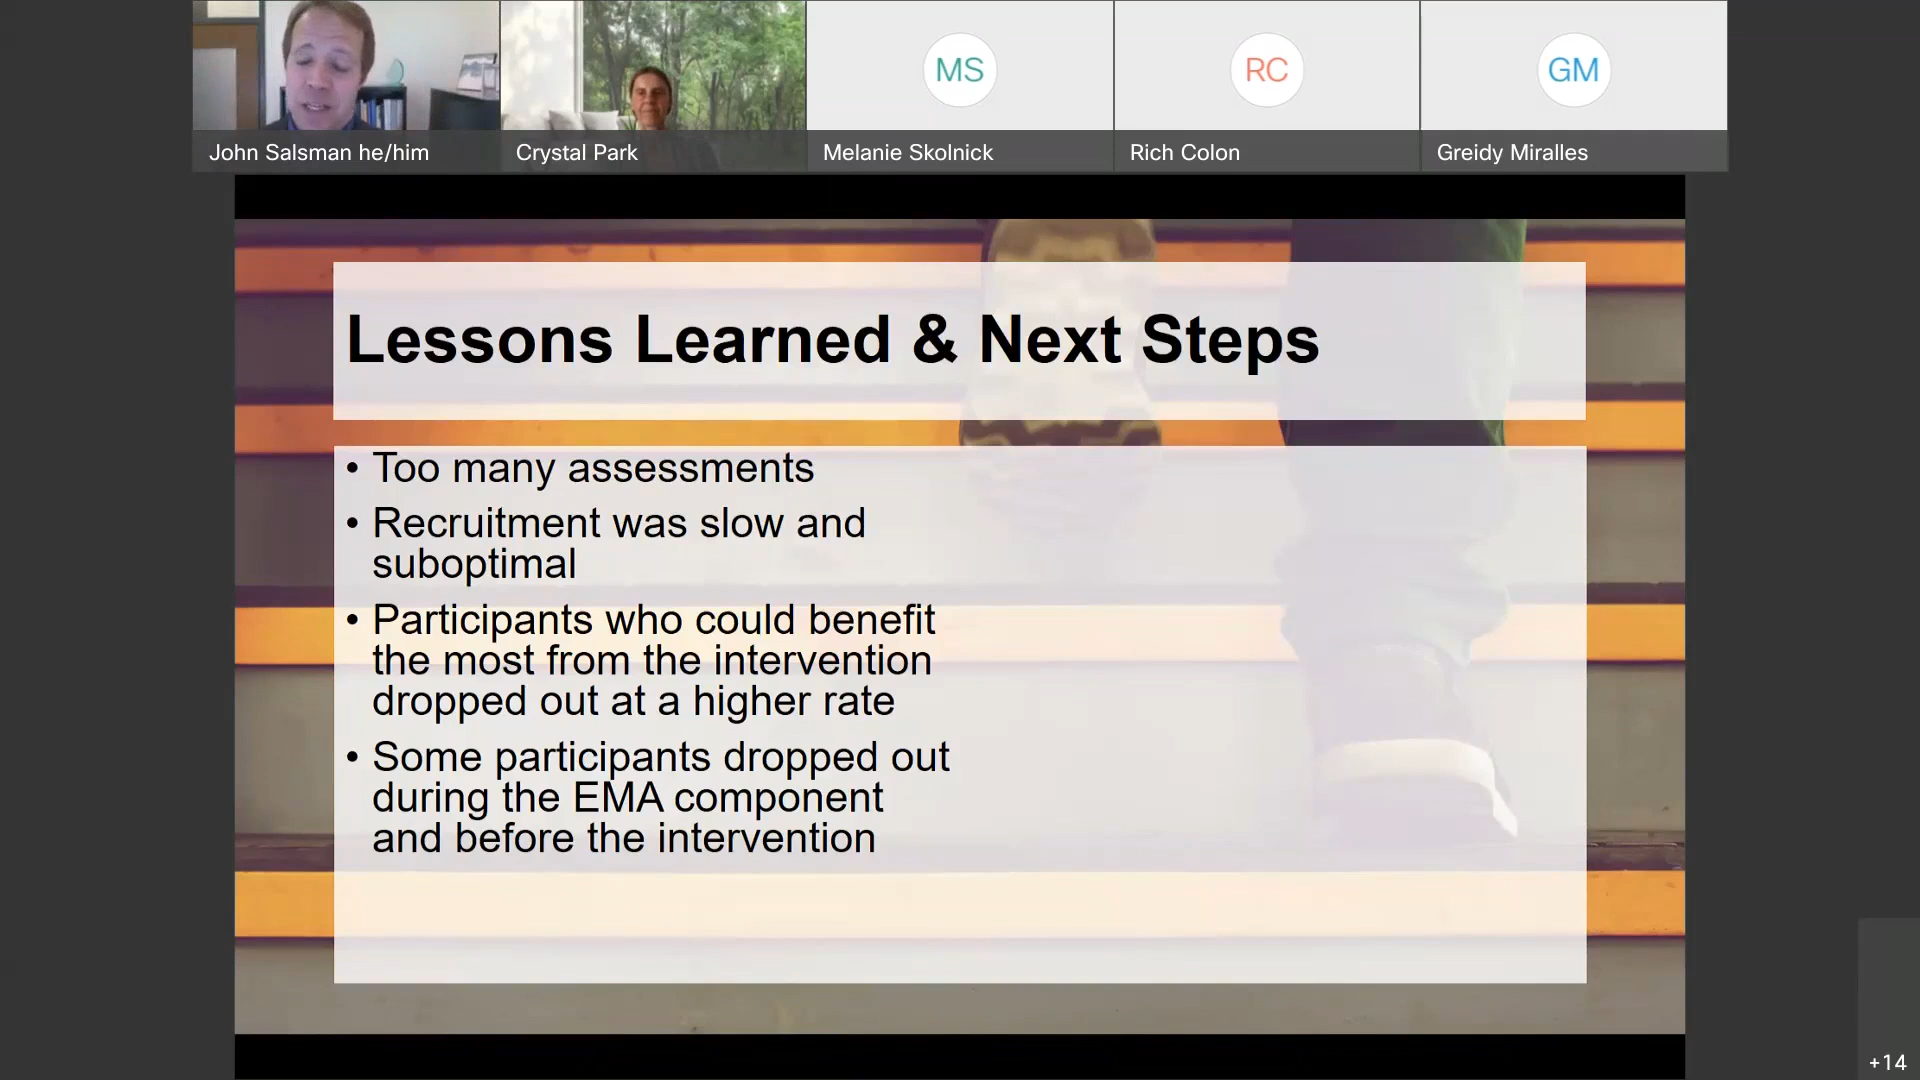 MS
RC
GM
John Salsman he/him
Crystal Park
Melanie Skolnick
Rich Colon
Greidy Miralles
Lessons Learned & Next Steps
• Too many assessments
• Recruitment was slow and
suboptimal
• Participants who could benefit
the most from the intervention
dropped out at a higher rate
• Some participants dropped out
during the EMA component
and before the intervention
+14